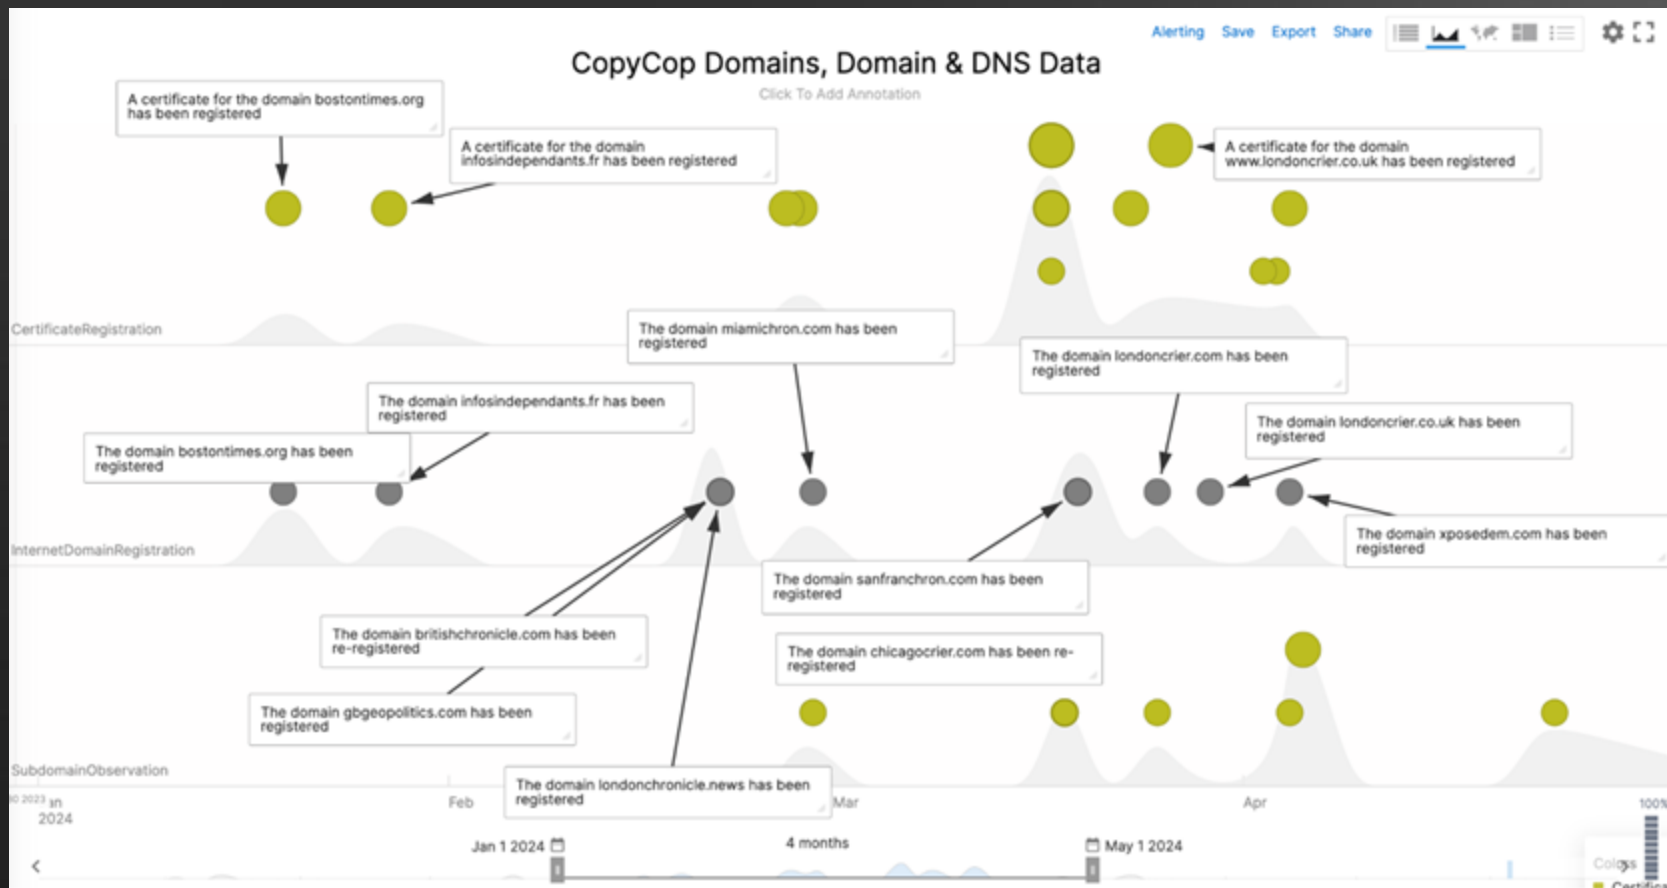 Alerting Save Export Share
CopyCop Domains, Domain & DNS Data
Click To Add Annotation
A certificate for the domain bostontimes.org
has been registered
A certificate for the domain
infosindependants.fr has been registered
A certificate for the domain
www.londoncrier.co.uk has been registered
CertificateRegistration
The domain miamichron.com has been
registered
The domain londoncrier.com has been
registered
The domain infosindependants.fr has been
registered
The domain londoncrier.co.uk has been
registered
The domain bostontimes.org has been
registered
The domain xposedem.com has been
registered
InternetDomainRegistration
The domain sanfranchron.com has been
registered
The domain britishchronicle.com has been
re-registered
The domain chicagocrier.com has been re-
registered
The domain gbgeopolitics.com has been
registered
SubdomainObservation
The domain londonchronicle.news has been
registered
2023
2024
Feb
Mar
Apr
100%
Jan 1 2024
4 months
May 1 2024